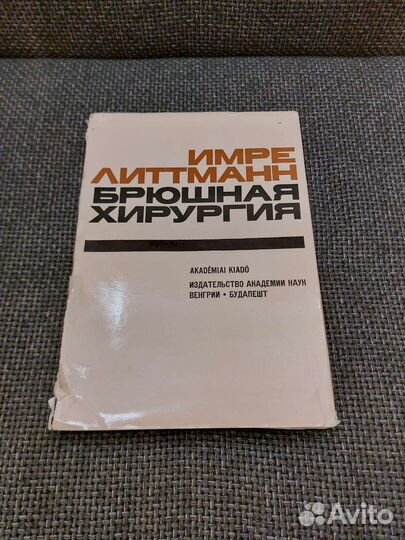 ИМРЕ
ЛИТТМАНН
БРЮШНАЯ
ХИРУРГИЯ
AKADÉMIAI KIADÓ
ИЗДАТЕЛЬСТВО АКАДЕМИИ НАУК
ВЕНГРИИ • БУДАПЕШТ
Avito